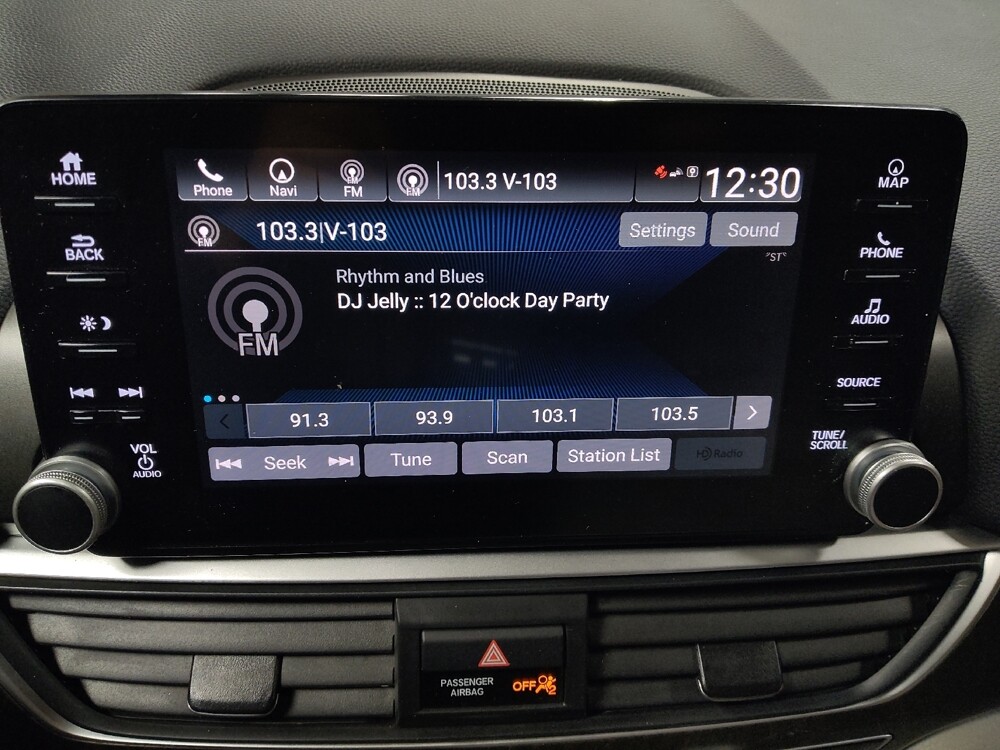 HOME
BACK
VOL
AUDIO
Phone
Navi
FM
FM
103.3 V-103
12:30
FM
103.3|V-103
Settings
Sound
"ST"
Rhythm and Blues
DJ Jelly :: 12 O'clock Day Party
FM
91.3
93.9
103.1
103.5
Seek
Tune
Scan
Station List
HD Radio
MAP
PHONE
AUDIO
SOURCE
TUNE/
SCROLL
PASSENGER
AIRBAG
OFF
2